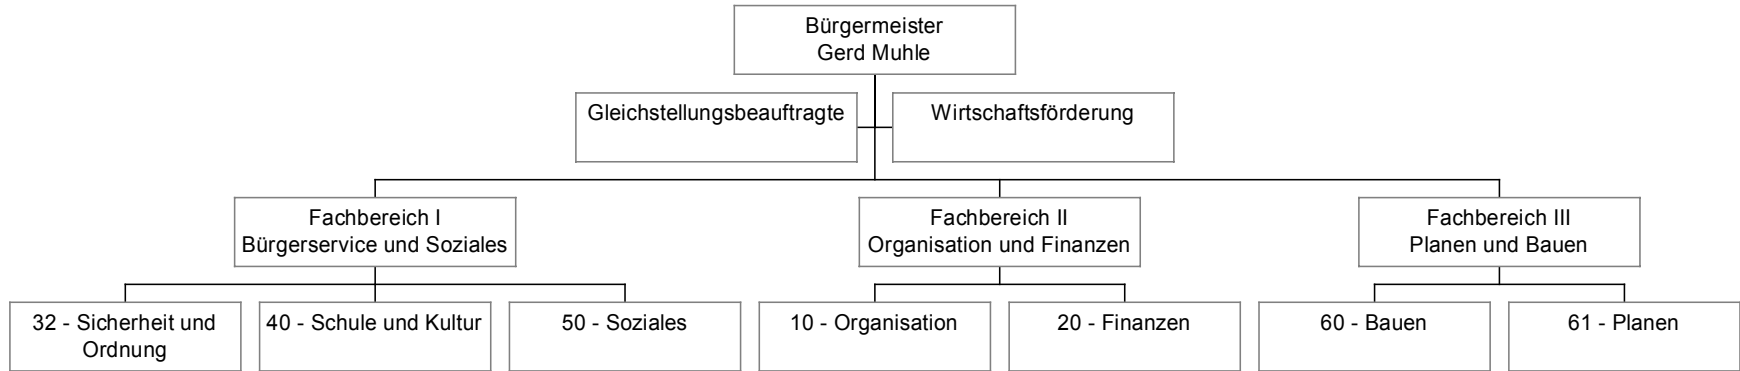 Bürgermeister
Gerd Muhle
Gleichstellungsbeauftragte
Wirtschaftsförderung
Fachbereich I
Bürgerservice und Soziales
Fachbereich II
Organisation und Finanzen
Fachbereich III
Planen und Bauen
32 - Sicherheit und
Ordnung
40 - Schule und Kultur
50 - Soziales
10 - Organisation
20 - Finanzen
60 - Bauen
61 - Planen